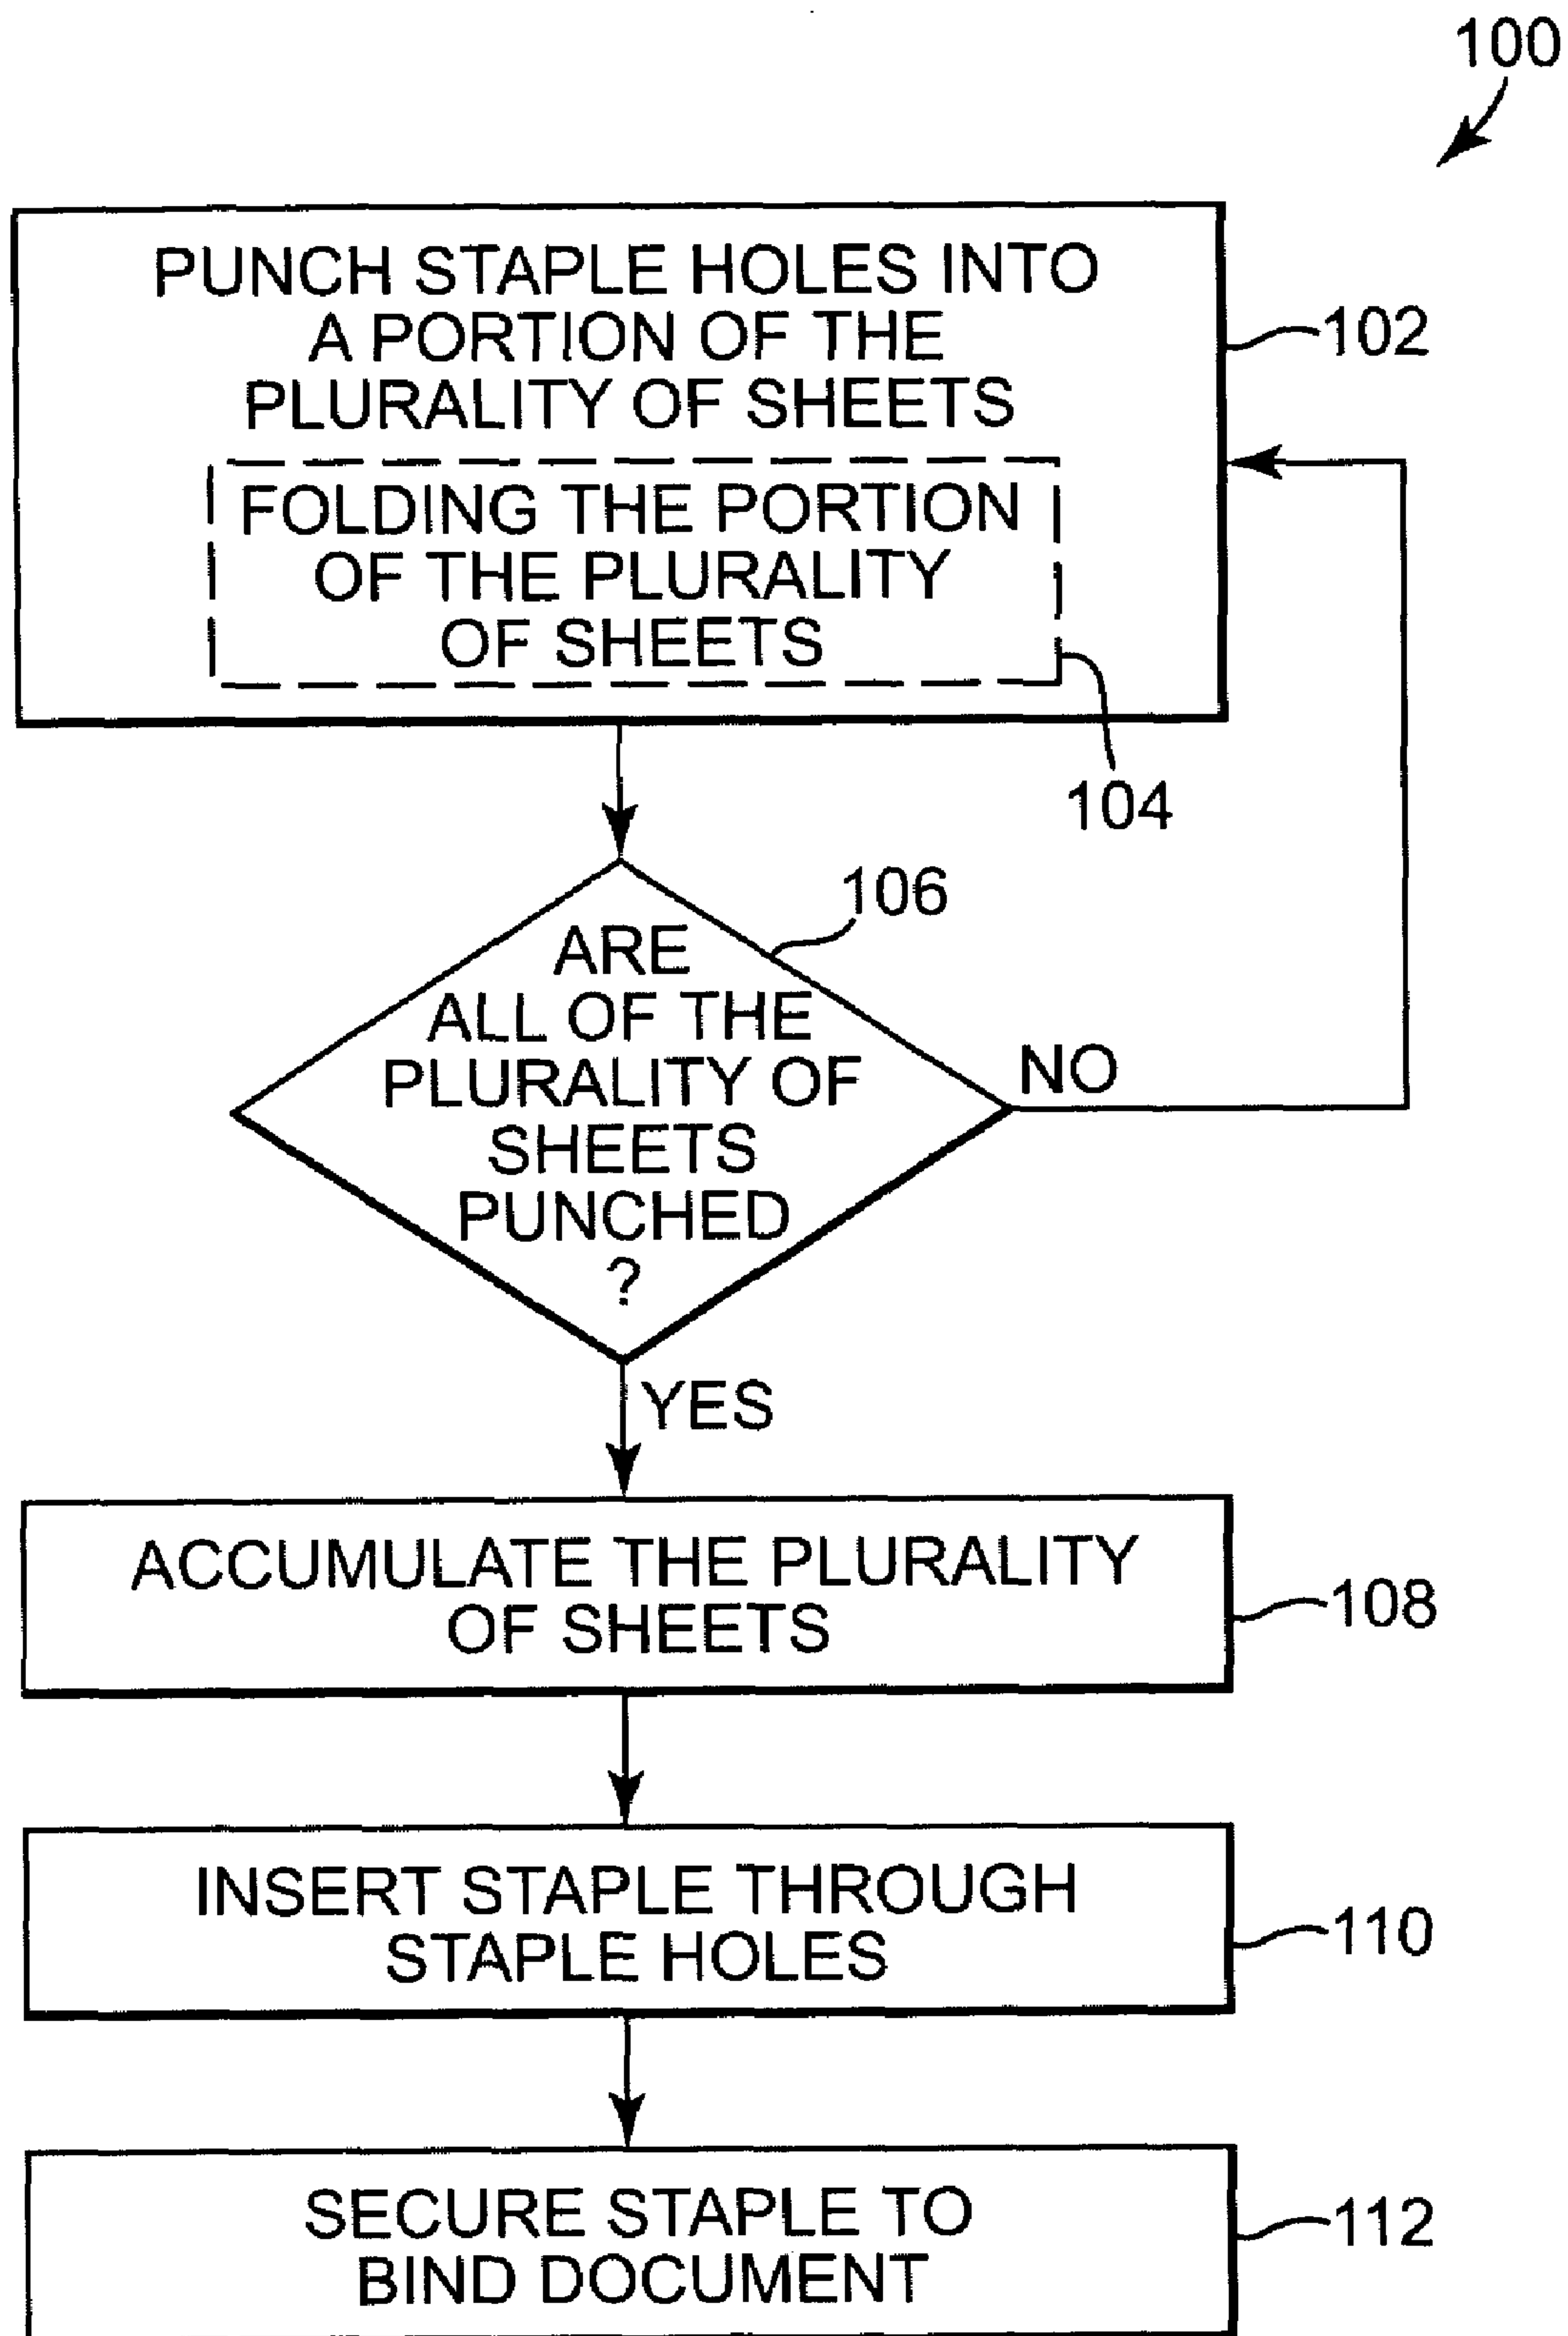 100
PUNCH STAPLE HOLES INTO
A PORTION OF THE
PLURALITY OF SHEETS
102
FOLDING THE PORTION
OF THE PLURALITY
OF SHEETS
104
106
ARE
ALL OF THE
PLURALITY OF
SHEETS
PUNCHED
?
NO
YES
ACCUMULATE THE PLURALITY
OF SHEETS
108
INSERT STAPLE THROUGH
STAPLE HOLES
110
SECURE STAPLE TO
BIND DOCUMENT
112